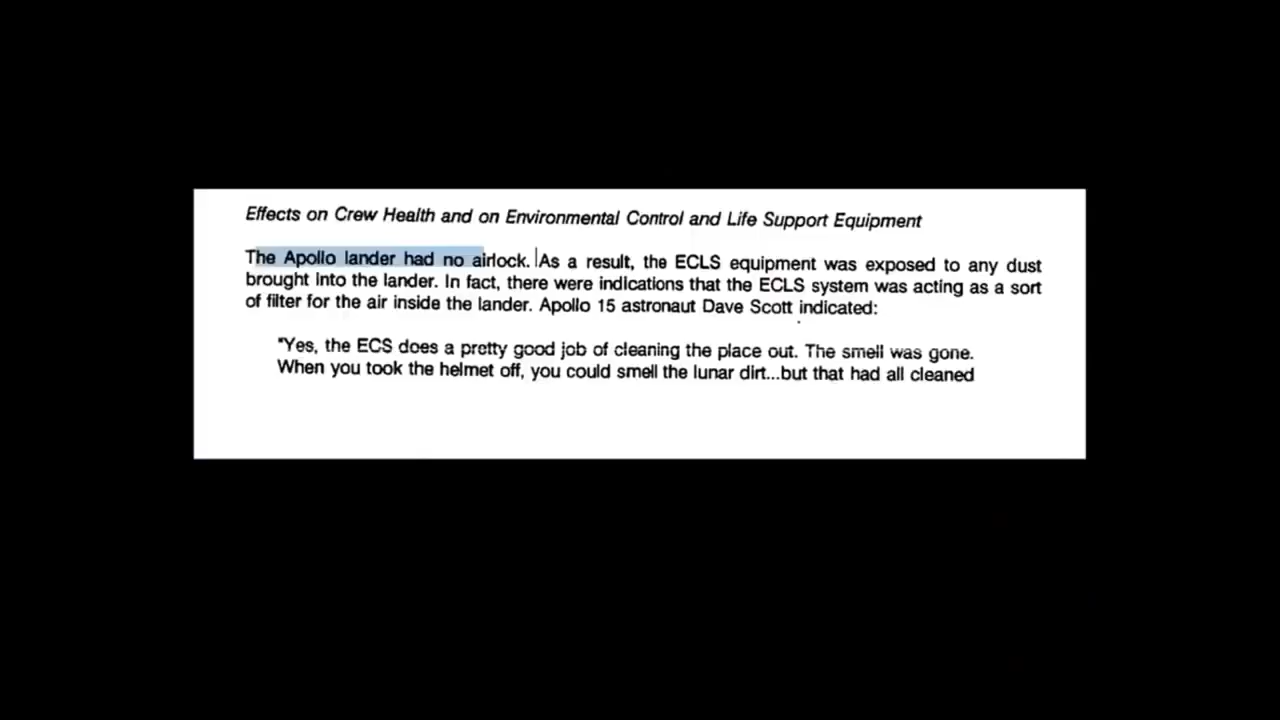 Effects on Crew Health and on Environmental Control and Life Support Equipment
The Apollo lander had no airlock. As a result, the ECLS equipment was exposed to any dust
brought into the lander. In fact, there were indications that the ECLS system was acting as a sort
of filter for the air inside the lander. Apollo 15 astronaut Dave Scott indicated:
"Yes, the ECS does a pretty good job of cleaning the place out. The smell was gone.
When you took the helmet off, you could smell the lunar dirt...but that had all cleaned